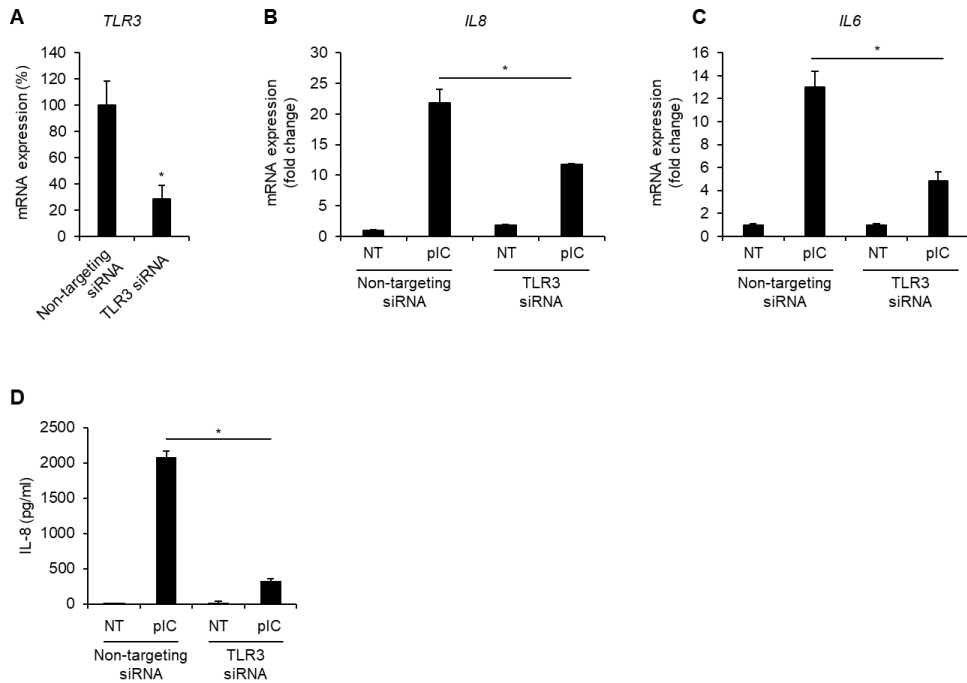 A
TLR3
mRNA expression (%)
140
120
100
80
60
40
20
0
*
Non-targeting
siRNA
TLR3 siRNA
B
IL8
mRNA expression
(fold change)
25
20
15
10
5
0
*
NT
pIC
NT
pIC
Non-targeting
siRNA
TLR3
siRNA
C
IL6
mRNA expression
(fold change)
16
14
12
10
8
6
4
2
0
*
NT
pIC
NT
pIC
Non-targeting
siRNA
TLR3
siRNA
D
IL-8 (pg/ml)
2500
2000
1500
1000
500
0
*
NT
pIC
NT
pIC
Non-targeting
siRNA
TLR3
siRNA